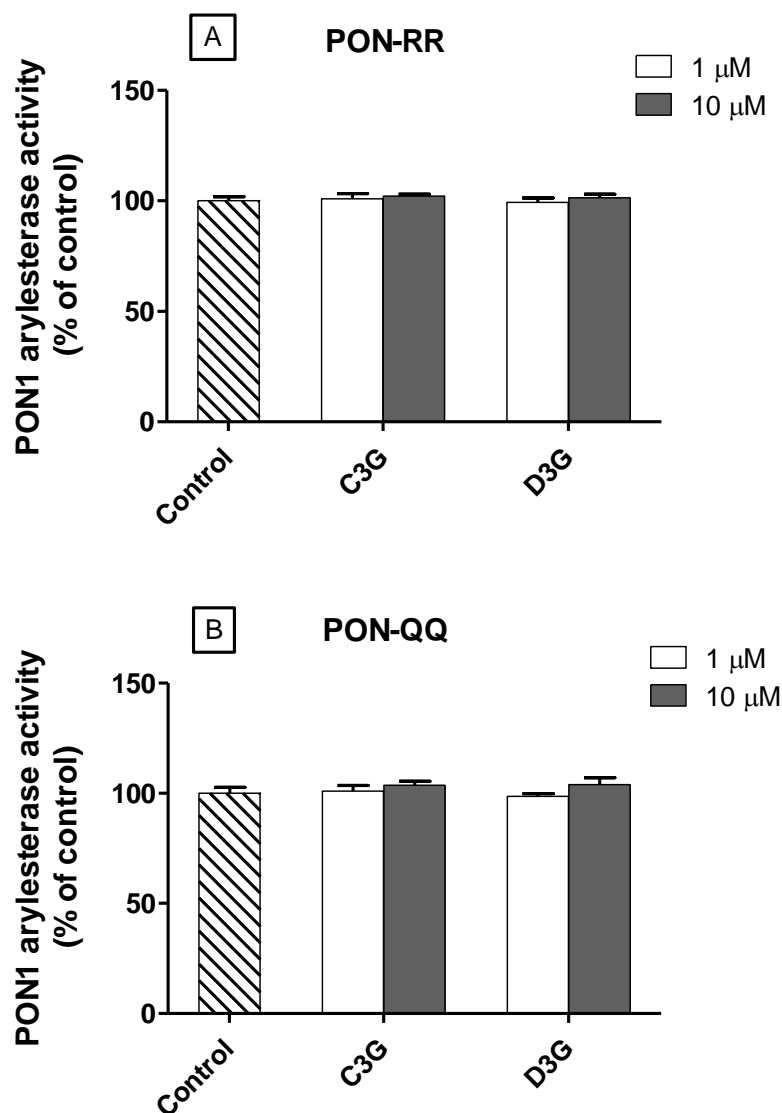 A
PON-RR
1 μM
10 μM
PON1 arylesterase activity
(% of control)
150
100
50
0
Control
C3G
D3G
B
PON-QQ
1 μM
10 μM
PON1 arylesterase activity
(% of control)
150
100
50
0
Control
C3G
D3G